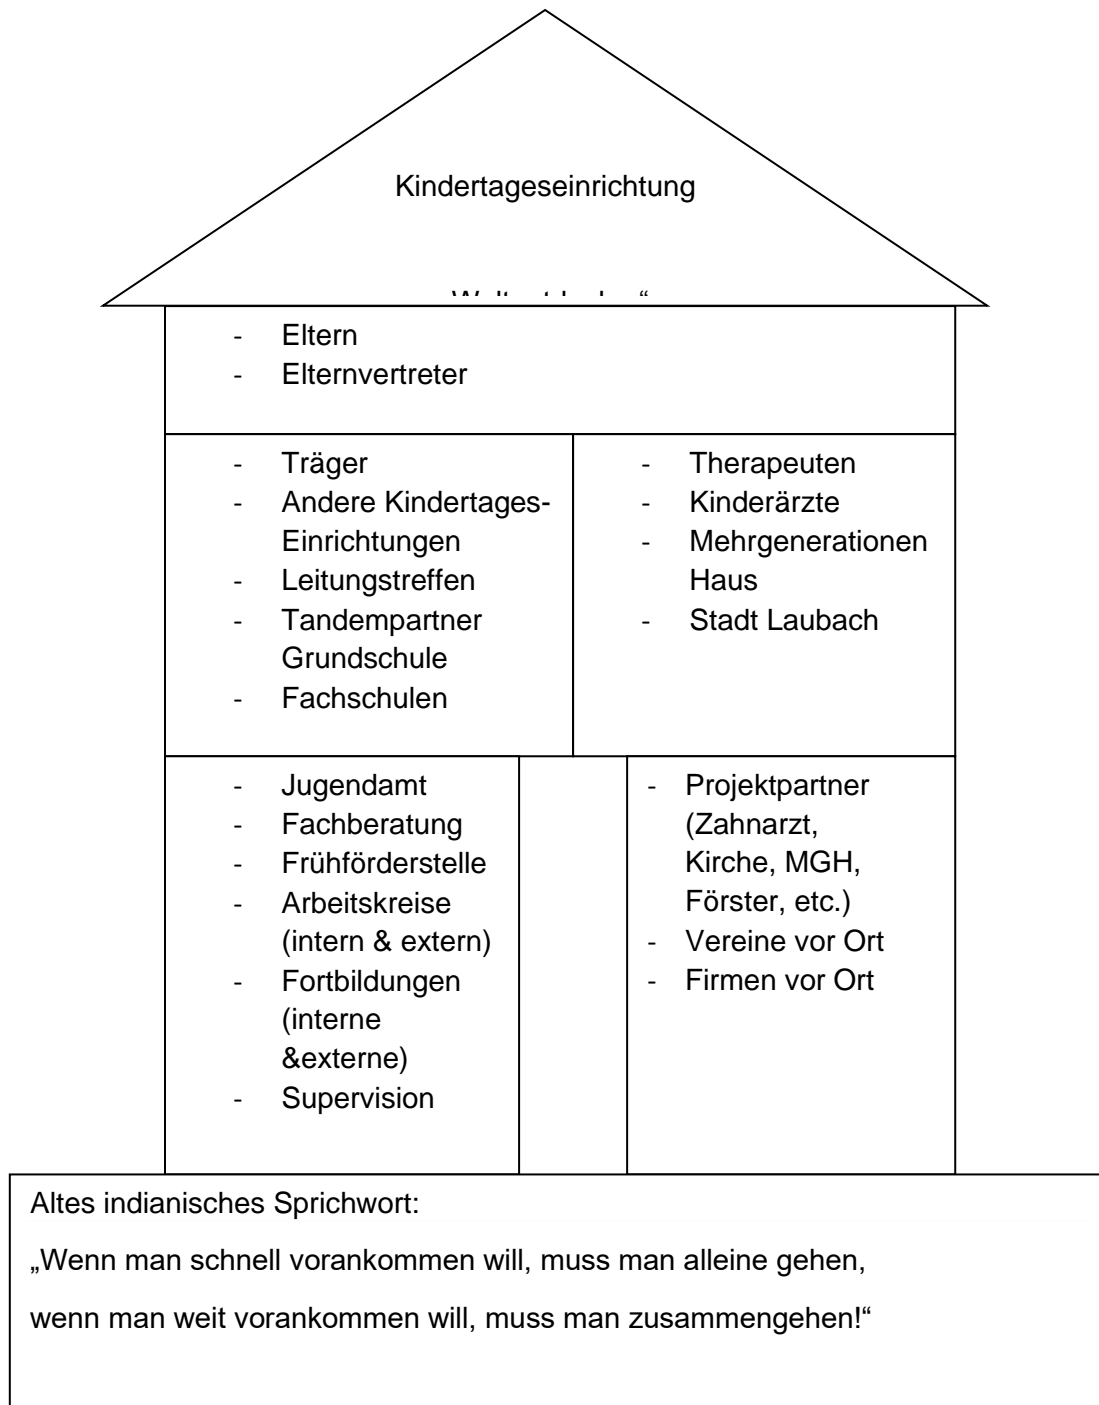 Kindertageseinrichtung
- Eltern
- Elternvertreter
- Träger
- Andere Kindertages-
Einrichtungen
- Leitungstreffen
- Tandempartner
Grundschule
- Fachschulen
- Therapeuten
- Kinderärzte
- Mehrgenerationen
Haus
- Stadt Laubach
- Jugendamt
- Fachberatung
- Frühförderstelle
- Arbeitskreise
(intern & extern)
- Fortbildungen
(interne
&externe)
- Supervision
- Projektpartner
(Zahnarzt,
Kirche, MGH,
Förster, etc.)
- Vereine vor Ort
- Firmen vor Ort
Altes indianisches Sprichwort:
„Wenn man schnell vorankommen will, muss man alleine gehen,
wenn man weit vorankommen will, muss man zusammengehen!“